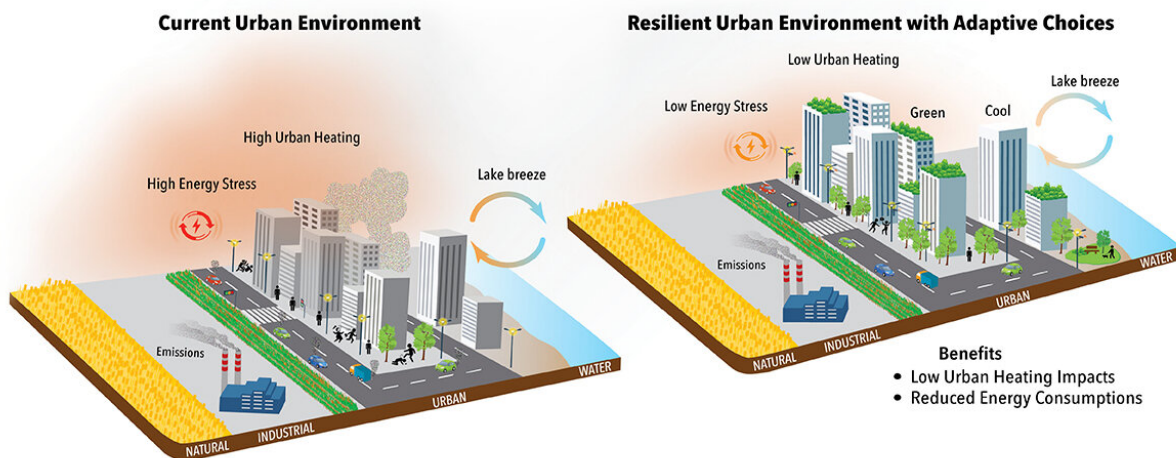 Current Urban Environment
High Urban Heating
High Energy Stress
Lake breeze
Emissions
NATURAL
INDUSTRIAL
URBAN
WATER
Resilient Urban Environment with Adaptive Choices
Low Urban Heating
Lake breeze
Low Energy Stress
Green
Cool
Emissions
NATURAL
INDUSTRIAL
URBAN
WATER
Benefits
• Low Urban Heating Impacts
• Reduced Energy Consumptions